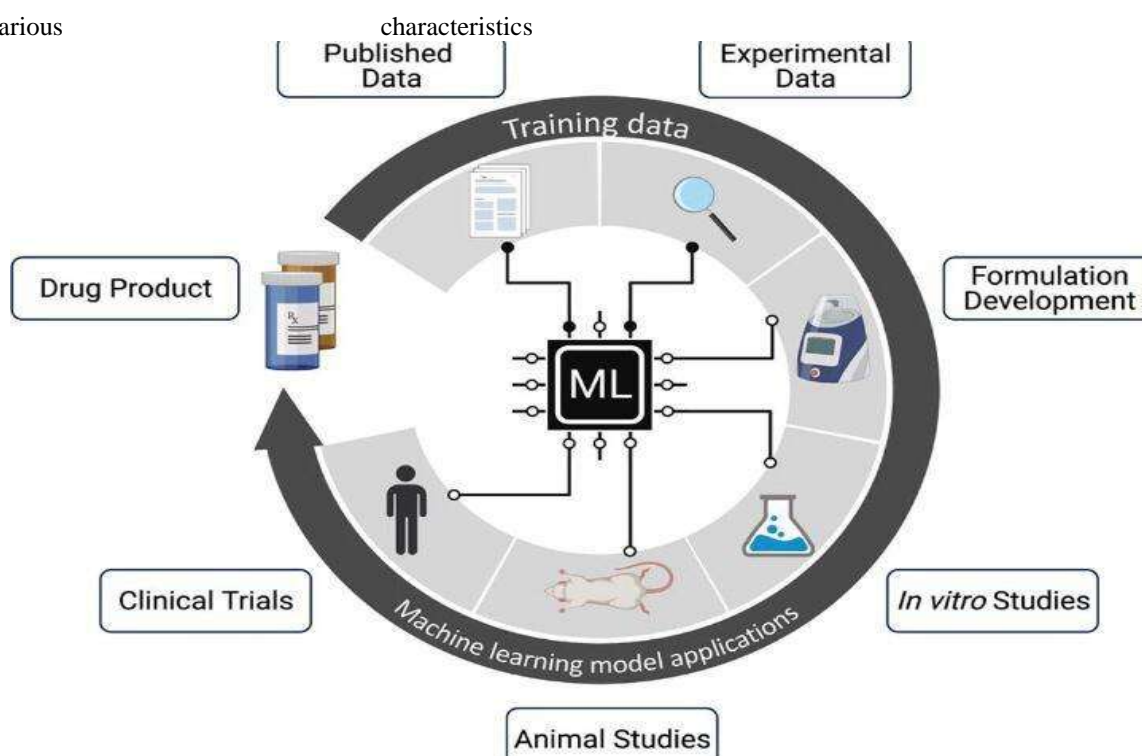 arious characteristics
Published
Data
Experimental
Data
Training data
Drug Product
Rx
Formulation
Development
ML
Clinical Trials
In vitro Studies
Machine learning model applications
Animal Studies